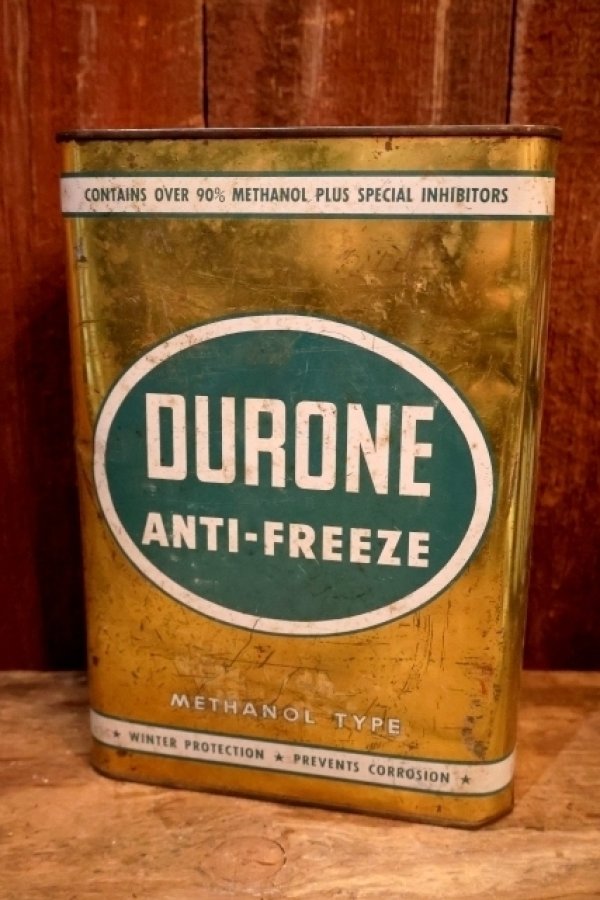 CONTAINS OVER 90% METHANOL PLUS SPECIAL INHIBITORS
DURONE
ANTI-FREEZE
METHANOL TYPE
★ WINTER PROTECTION ★ PREVENTS CORROSION ★